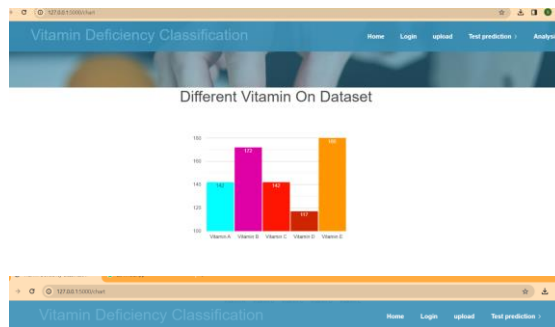 127.0.0.1:5000/chart
Vitamin Deficiency Classification
Home Login upload Test prediction Analysi
Different Vitamin On Dataset
180
160
140
120
100
142
172
142
117
180
Vitamin A Vitamin B Vitamin C Vitamin D Vitamin E
127.0.0.1:5000/chart
Vitamin Deficiency Classification
Home Login upload Test prediction